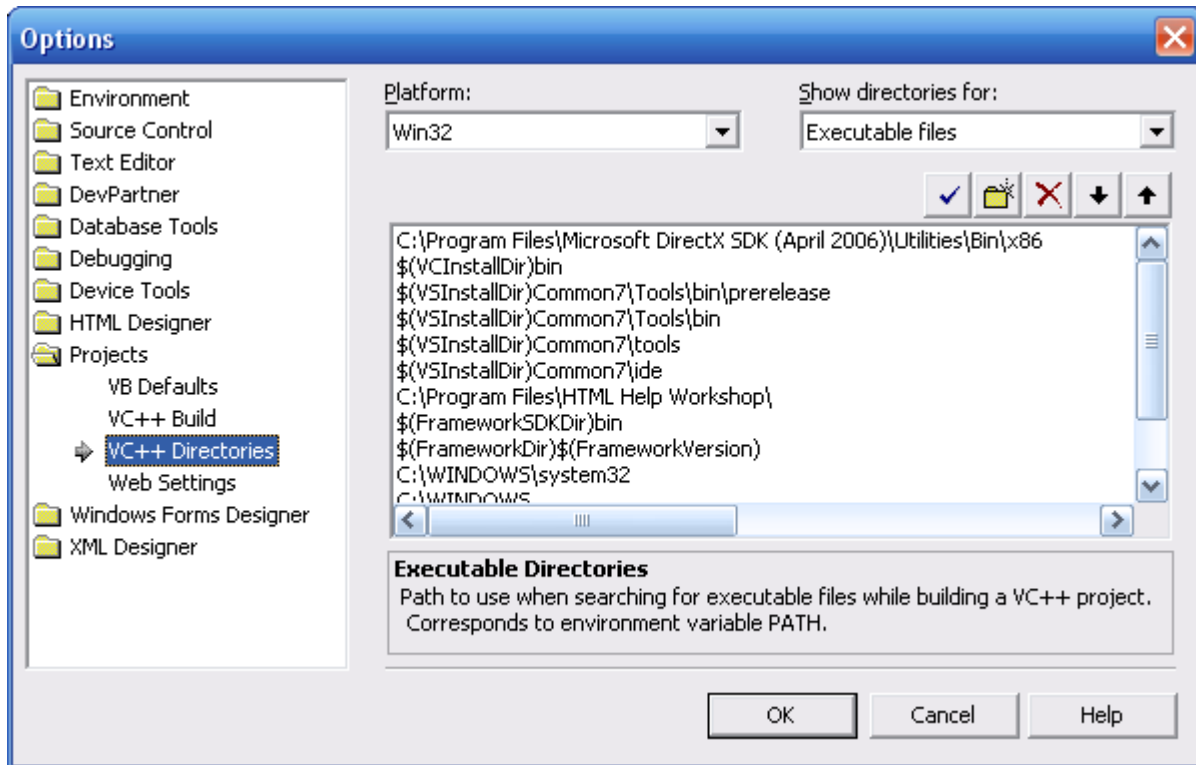 Options
Environment
Source Control
Text Editor
DevPartner
Database Tools
Debugging
Device Tools
HTML Designer
Projects
VB Defaults
VC++ Build
VC++ Directories
Web Settings
Windows Forms Designer
XML Designer
Platform:
Win32
Show directories for:
Executable files
C:\Program Files\Microsoft DirectX SDK (April 2006)\Utilities\Bin\x86
$(VCInstallDir)bin
$(VSInstallDir)Common7\Tools\bin\prerelease
$(VSInstallDir)Common7\Tools\bin
$(VSInstallDir)Common7\tools
$(VSInstallDir)Common7\ide
C:\Program Files\HTML Help Workshop\
$(FrameworkSDKDir)bin
$(FrameworkDir)$(FrameworkVersion)
C:\WINDOWS\system32
C:\WINDOWS
Executable Directories
Path to use when searching for executable files while building a VC++ project.
Corresponds to environment variable PATH.
OK
Cancel
Help